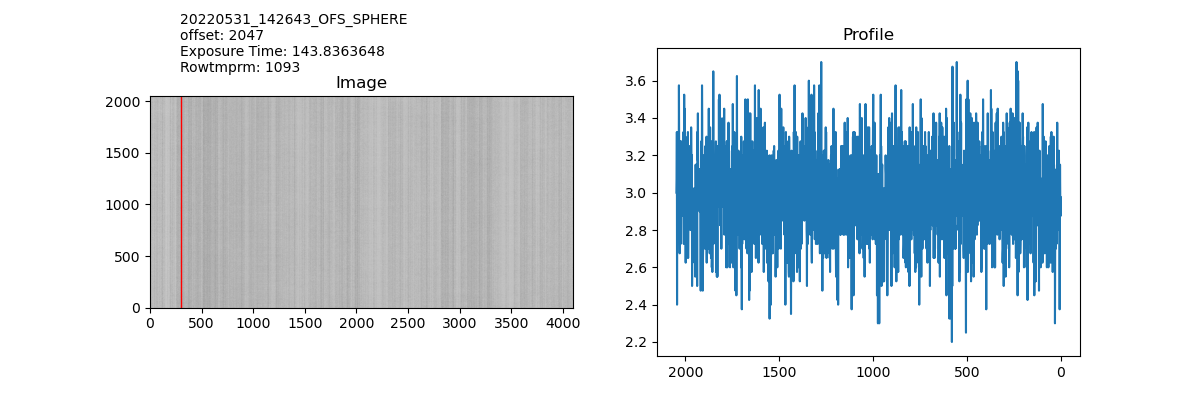 20220531_142643_OFS_SPHERE
offset: 2047
Exposure Time: 143.8363648
Rowtmprm: 1093
Image
2000
1500
1000
500
0
0 500 1000 1500 2000 2500 3000 3500 4000
Profile
3.6
3.4
3.2
3.0
2.8
2.6
2.4
2.2
2000 1500 1000 500 0